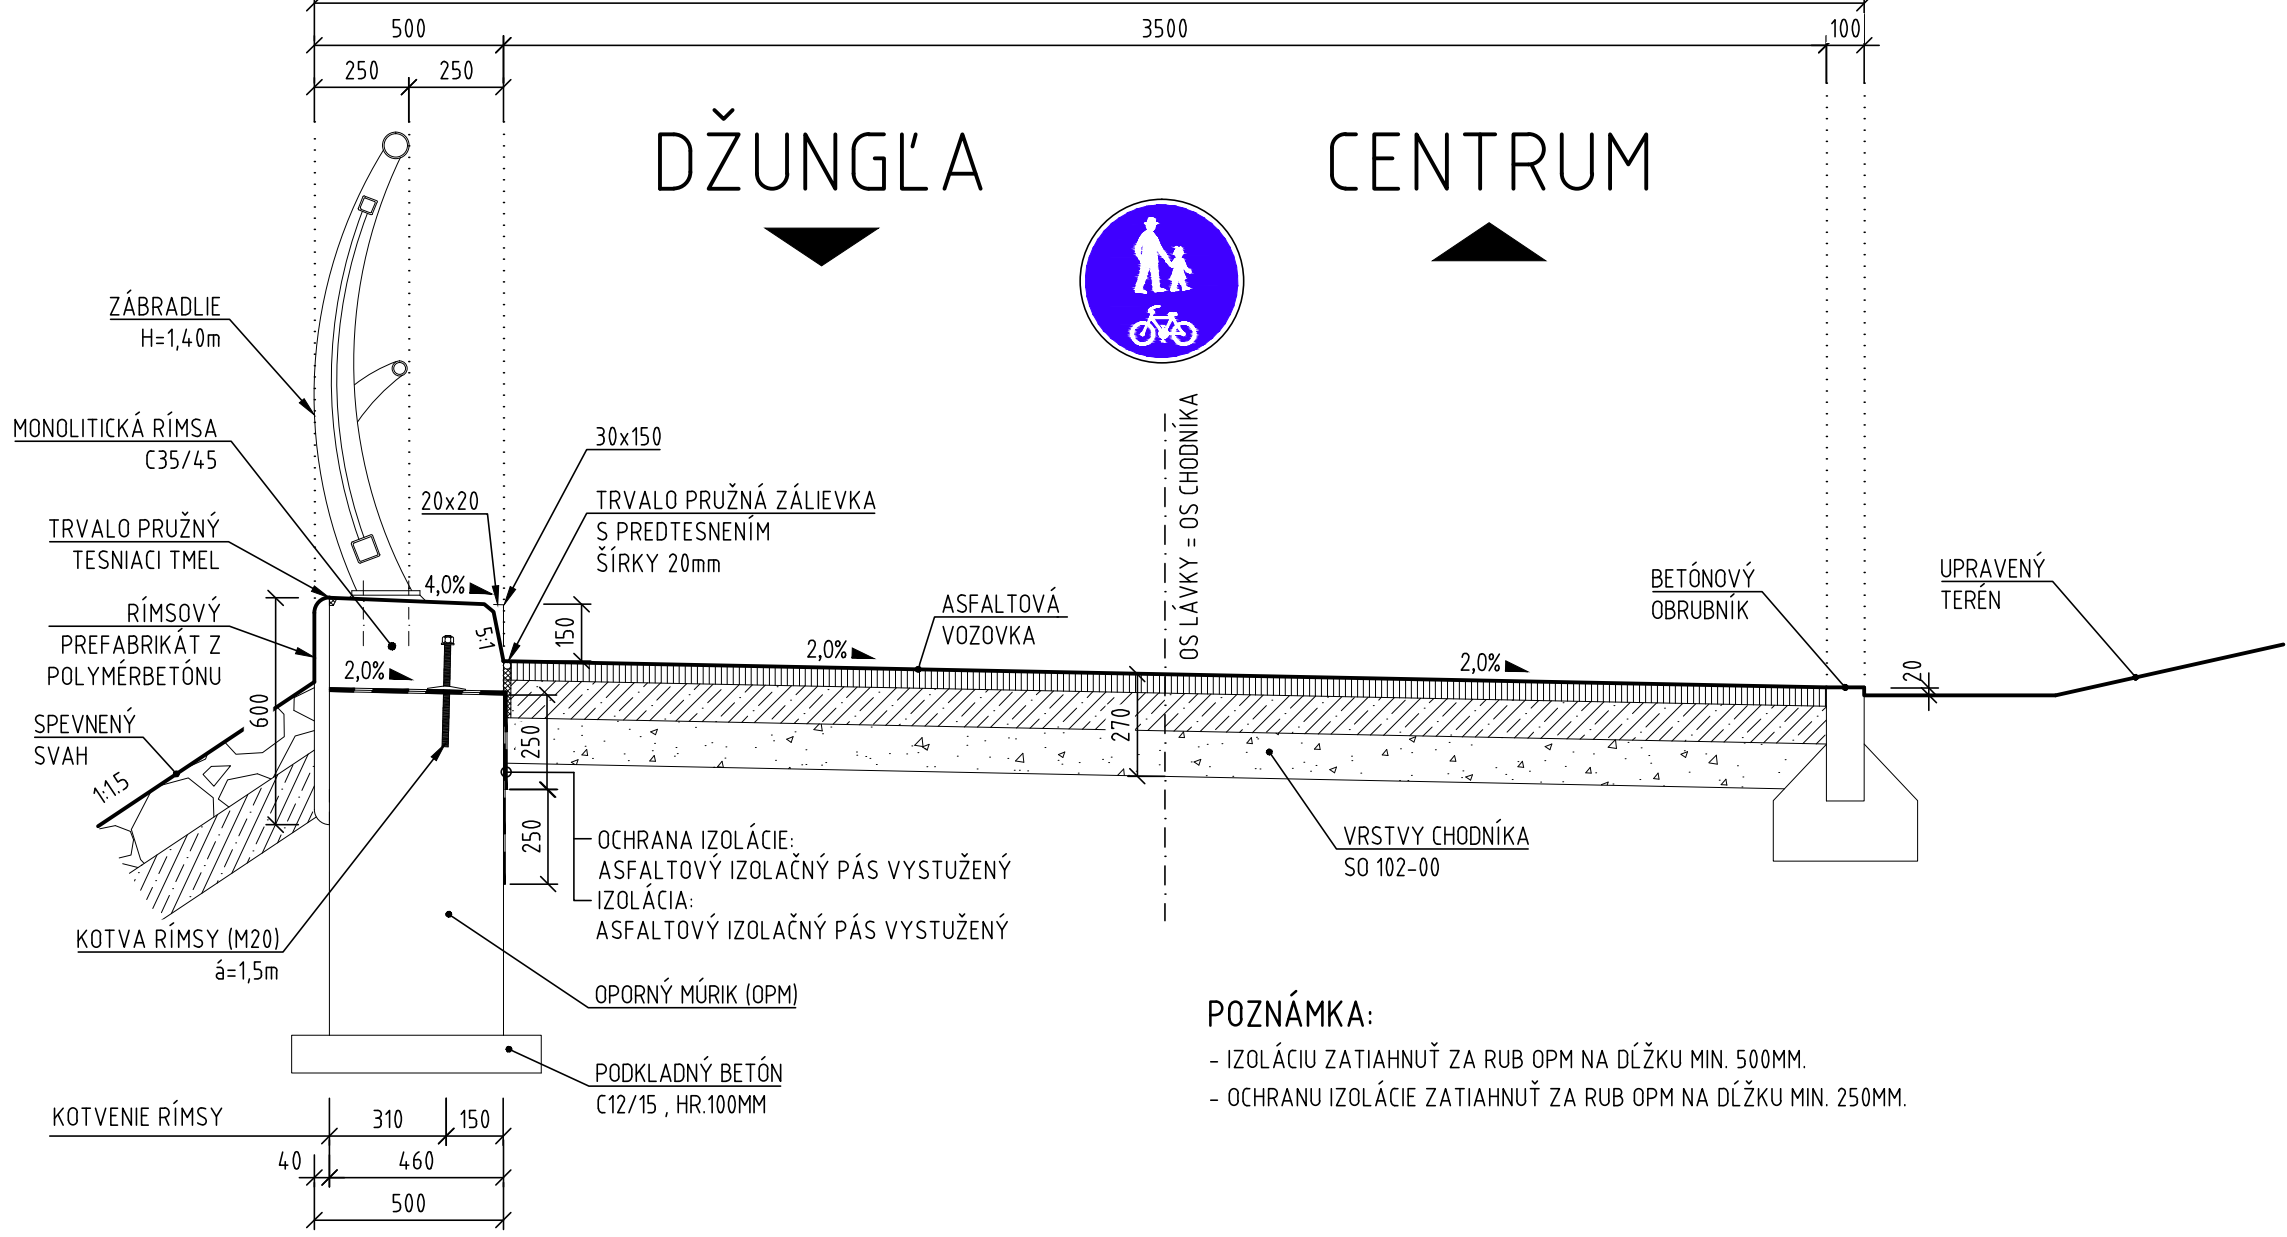 500
3500
100
250
250
DŽUNGĽA
CENTRUM
ZÁBRADLIE
H=1,40m
MONOLITICKÁ RÍMSA
C35/45
30x150
20x20
TRVALO PRUŽNÁ ZÁLIEVKA
S PREDTESNENÍM
ŠÍRKY 20mm
OS LÁVKY = OS CHODNÍKA
TRVALO PRUŽNÝ
TESNIACI TMEL
4,0%
BETÓNOVÝ
OBRUBNÍK
UPRAVENÝ
TERÉN
RÍMSOVÝ
PREFABRIKÁT Z
POLYMÉRBETÓNU
5:1
150
ASFALTOVÁ
VOZOVKA
2,0%
2,0%
2,0%
20
600
SPEVNENÝ
SVAH
1:1.5
250
270
250
OCHRANA IZOLÁCIE:
ASFALTOVÝ IZOLAČNÝ PÁS VYSTUŽENÝ
IZOLÁCIA:
ASFALTOVÝ IZOLAČNÝ PÁS VYSTUŽENÝ
VRSTVY CHODNÍKA
SO 102-00
KOTVA RÍMSY (M20)
á=1,5m
OPORNÝ MÚRIK (OPM)
POZNÁMKA:
- IZOLÁCIU ZATIAHNUŤ ZA RUB OPM NA DĹŽKU MIN. 500MM.
- OCHRANU IZOLÁCIE ZATIAHNUŤ ZA RUB OPM NA DĹŽKU MIN. 250MM.
PODKLADNÝ BETÓN
C12/15 , HR.100MM
KOTVENIE RÍMSY
310
150
40
460
500